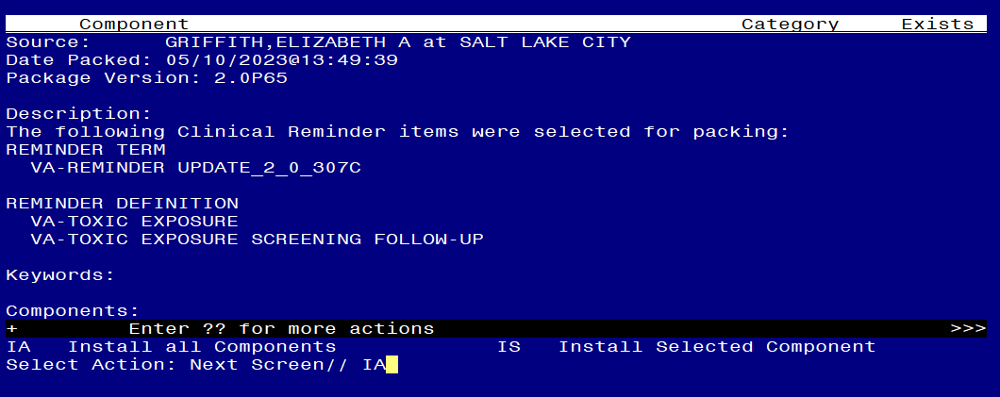 Component Category Exists
Source: GRIFFITH,ELIZABETH A at SALT LAKE CITY
Date Packed: 05/10/2023@13:49:39
Package Version: 2.0P65
Description:
The following Clinical Reminder items were selected for packing:
REMINDER TERM
VA-REMINDER UPDATE_2_0_307C
REMINDER DEFINITION
VA-TOXIC EXPOSURE
VA-TOXIC EXPOSURE SCREENING FOLLOW-UP
Keywords:
Components:
+ Enter ?? for more actions >>>
IA Install all Components IS Install Selected Component
Select Action: Next Screen// IA